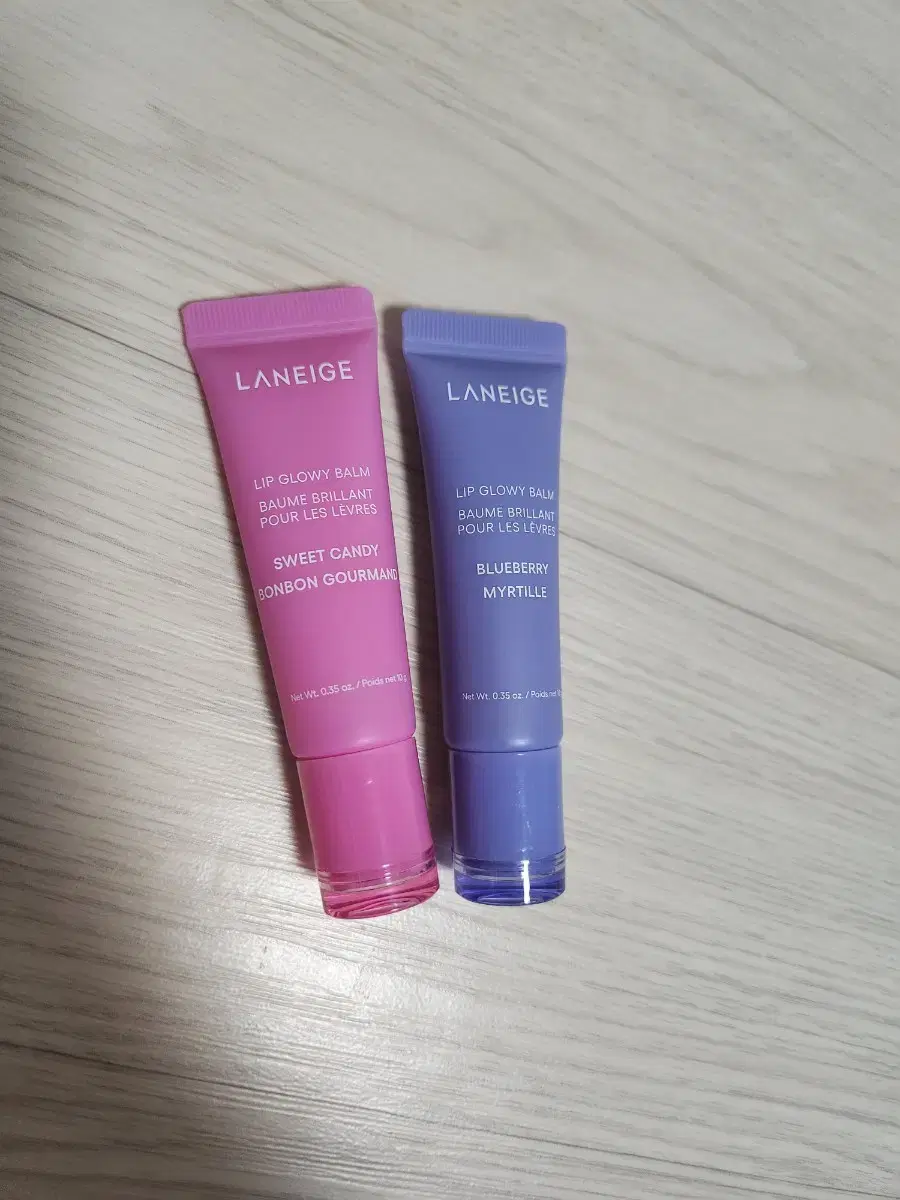 LANEIGE
LIP GLOWY BALM
BAUME BRILLANT
POUR LES LÈVRES
SWEET CANDY
BONBON GOURMAND
Net Wt. 0.35 oz. / Poids net 10 g
LANEIGE
LIP GLOWY BALM
BAUME BRILLANT
POUR LES LÈVRES
BLUEBERRY
MYRTILLE
Net Wt. 0.35 oz. / Poids net